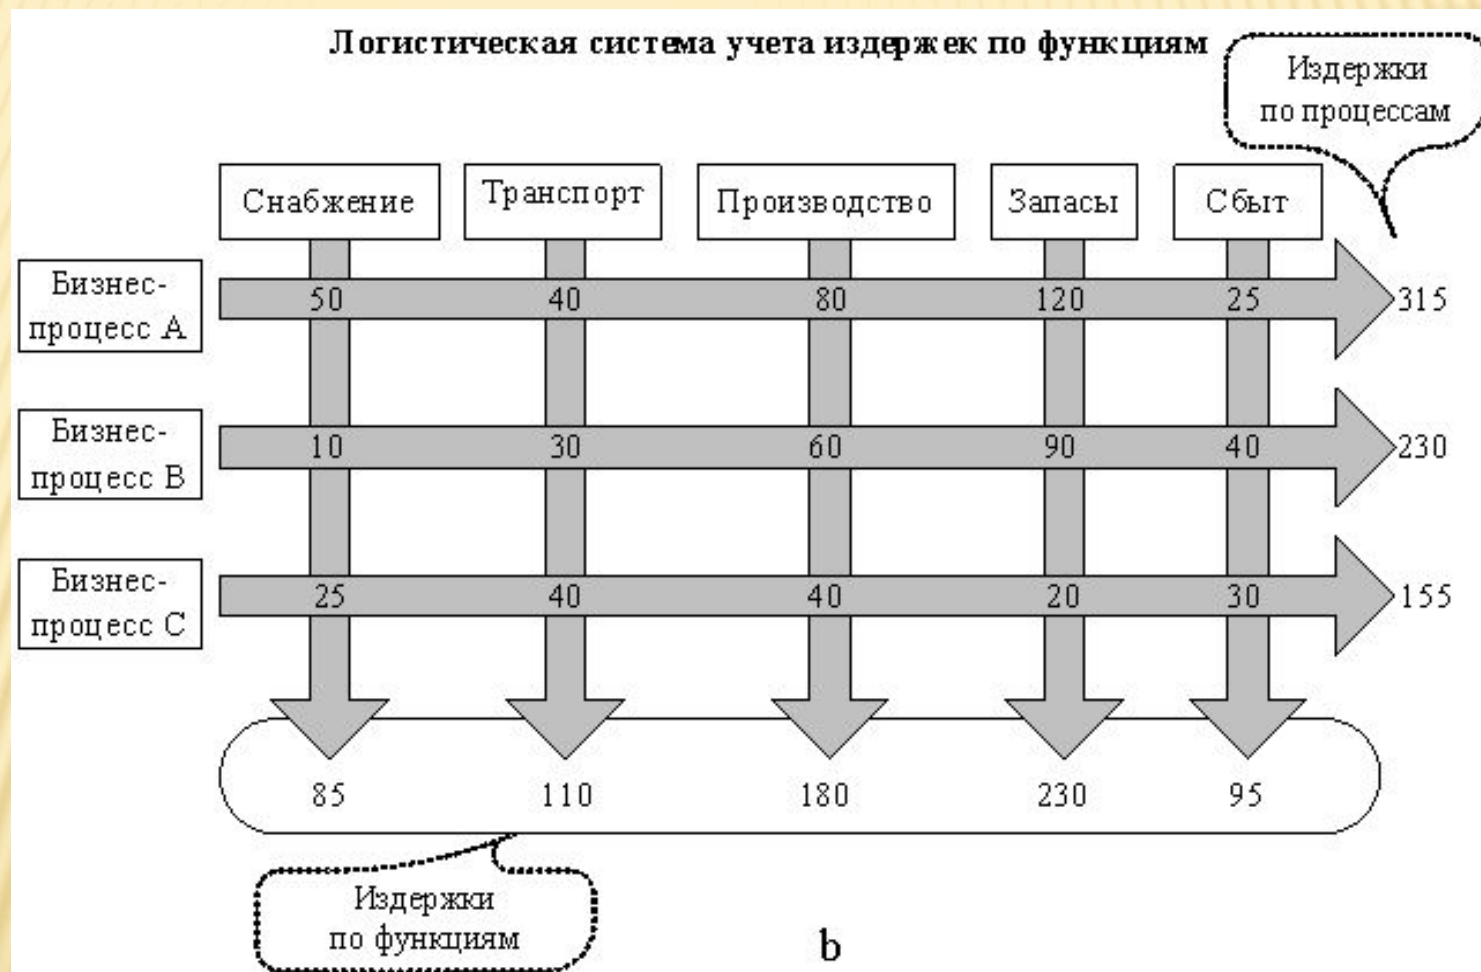 Логистическая система учета издержек по функциям
Издержки
по процессам
Снабжение
Транспорт
Производство
Запасы
Сбыт
Бизнес-
процесс А
50
40
80
120
25
315
Бизнес-
процесс В
10
30
60
90
40
230
Бизнес-
процесс С
25
40
40
20
30
155
85
110
180
230
95
Издержки
по функциям
b